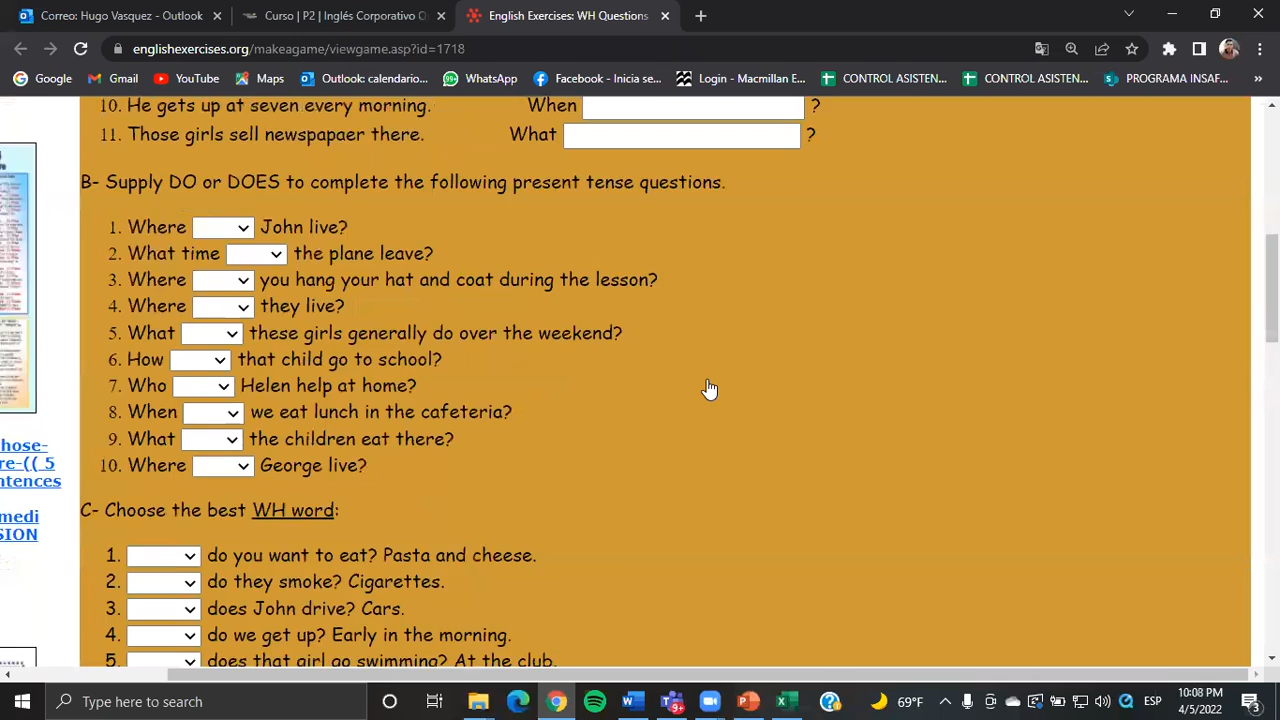 Correo: Hugo Vasquez - Outlook
Curso | P2 | Inglés Corporativo O
English Exercises: WH Questions
englishexercises.org/makeagame/viewgame.asp?id=1718
Google
Gmail
YouTube
Maps
Outlook: calendario...
WhatsApp
Facebook - Inicia se...
Login - Macmillan E...
CONTROL ASISTEN...
CONTROL ASISTEN...
PROGRAMA INSAF...
10. He gets up at seven every morning. When ?
11. Those girls sell newspapaer there. What ?
B- Supply DO or DOES to complete the following present tense questions.
1. Where John live?
2. What time the plane leave?
3. Where you hang your hat and coat during the lesson?
4. Where they live?
5. What these girls generally do over the weekend?
6. How that child go to school?
7. Who Helen help at home?
8. When we eat lunch in the cafeteria?
9. What the children eat there?
10. Where George live?
C- Choose the best WH word:
1. do you want to eat? Pasta and cheese.
2. do they smoke? Cigarettes.
3. does John drive? Cars.
4. do we get up? Early in the morning.
5. does that girl go swimming? At the club.
hose-
re-(( 5
ntences
medi
SION
Type here to search
69°F
ESP
10:08 PM
4/5/2022